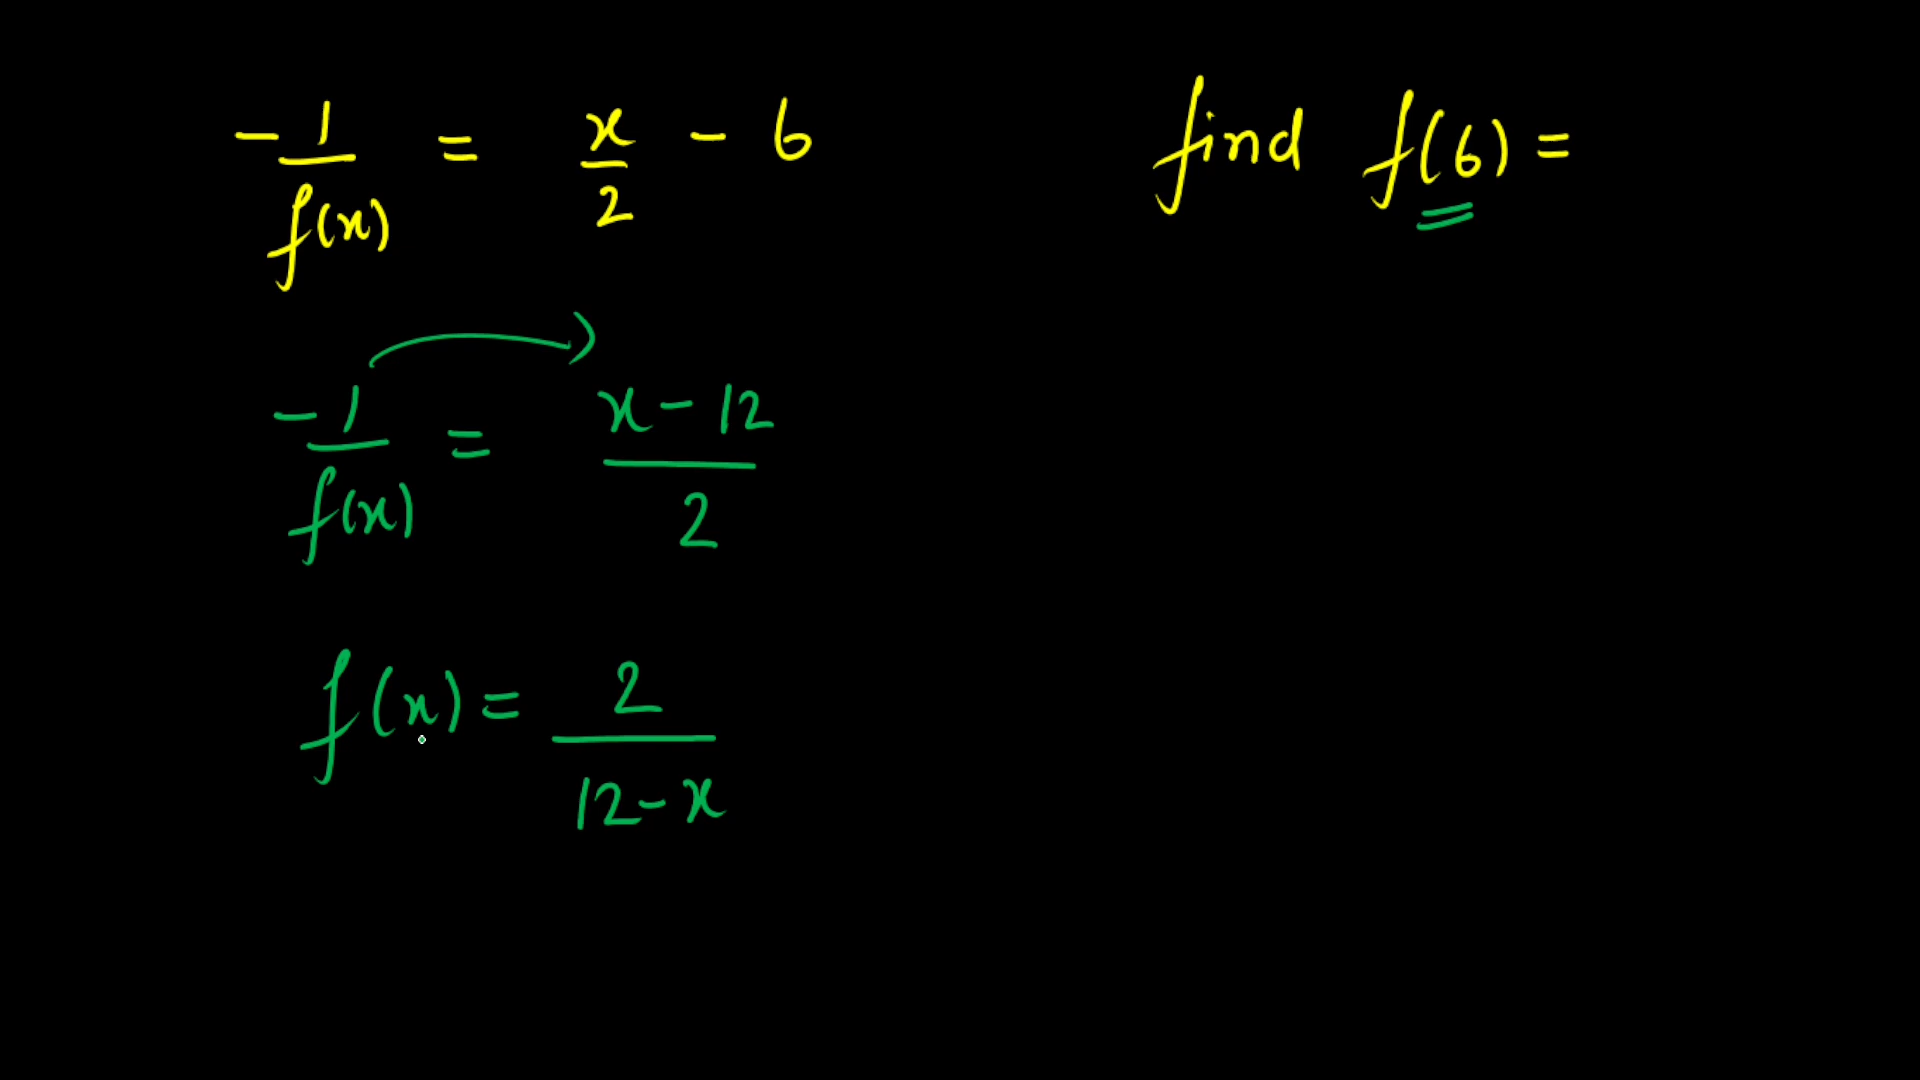 -1/f(x) = x/2 - 6
find f(6) =
-1/f(x) = (x - 12)/2
f(x) = 2/(12 - x)